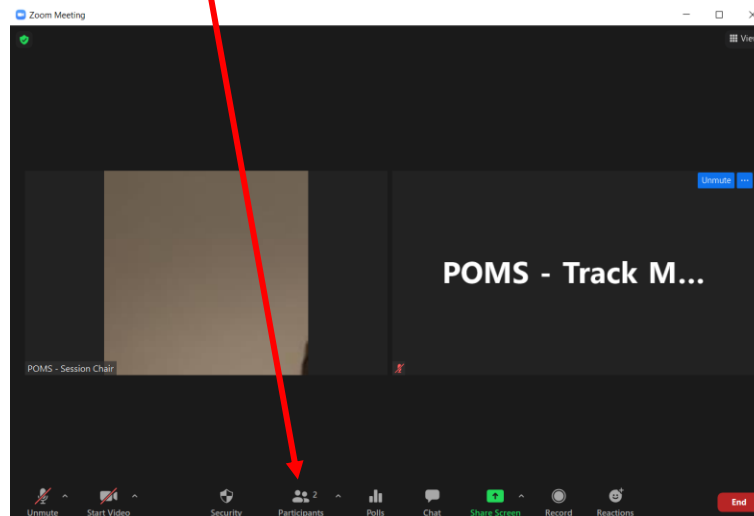 Zoom Meeting
View
Unmute ...
POMS - Track M...
POMS - Session Chair
2
Unmute Start Video Security Participants Polls Chat Share Screen Record Reactions End